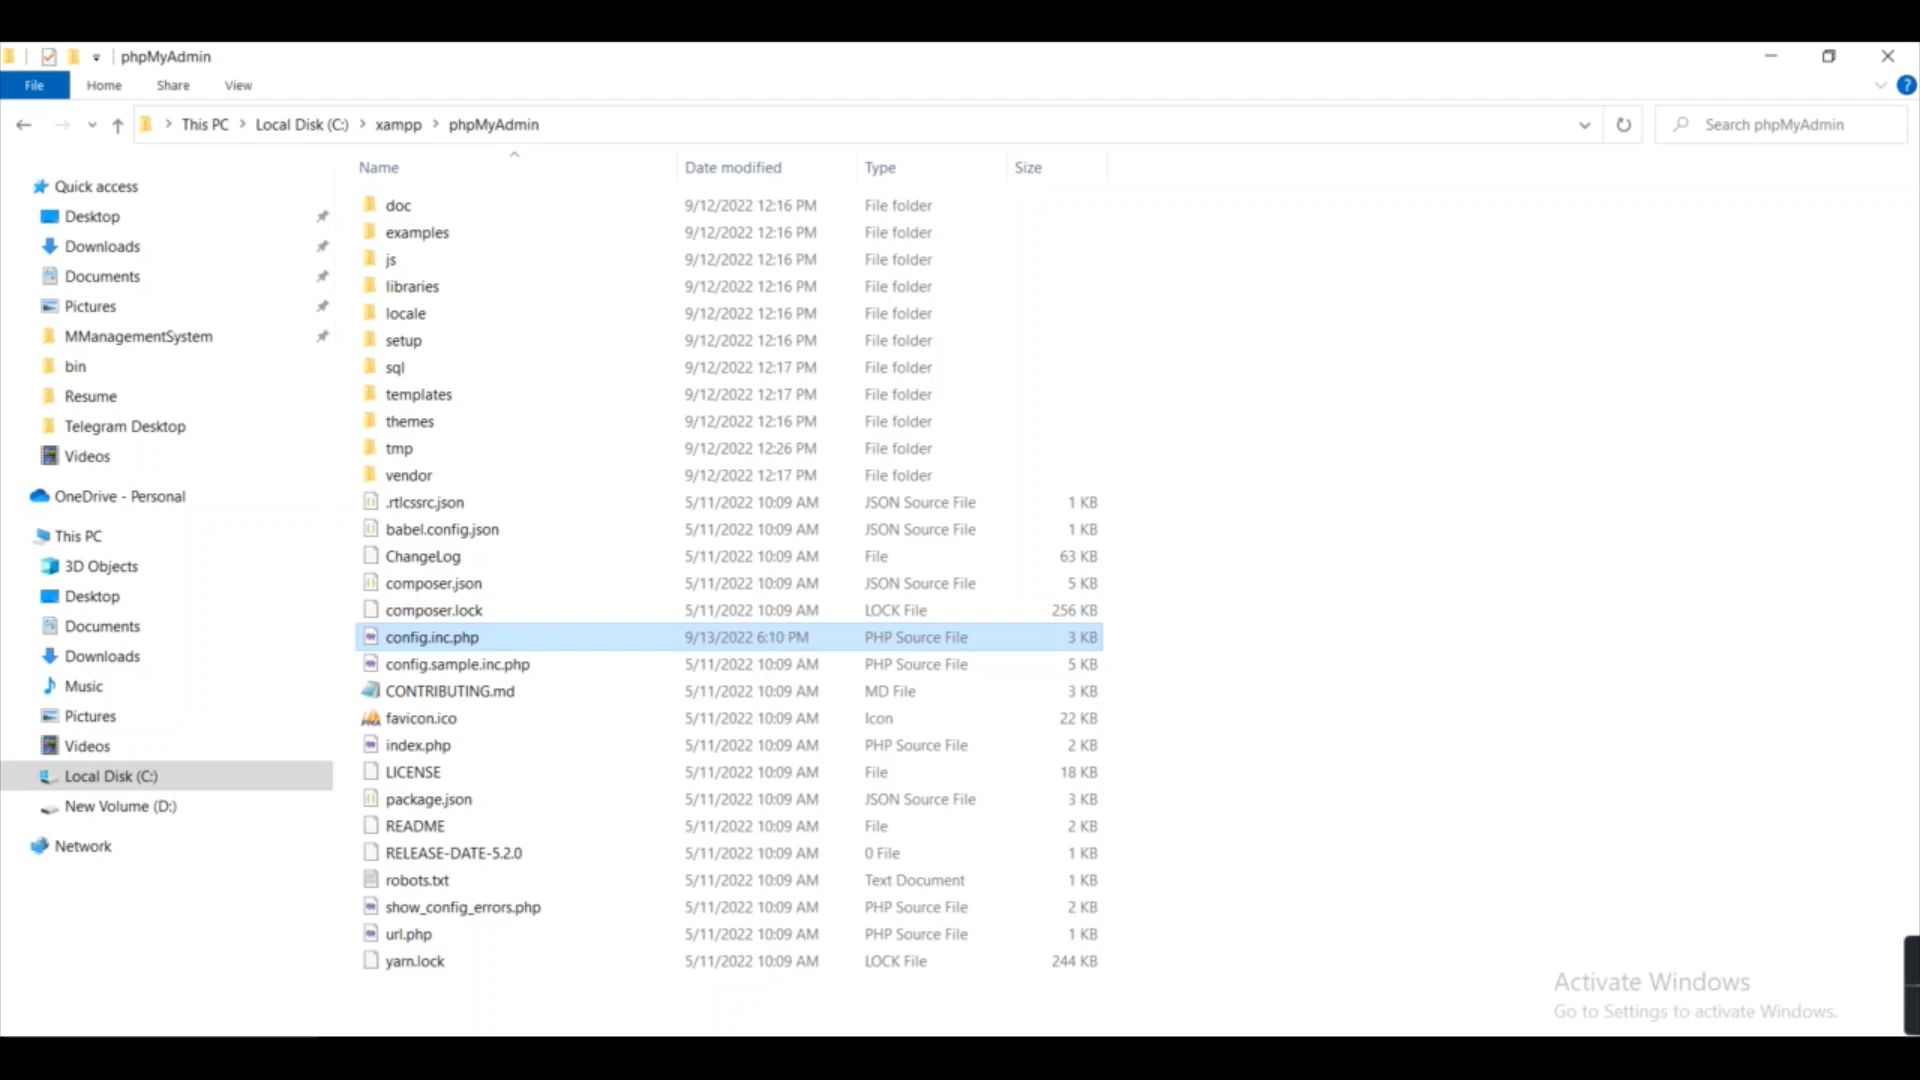 phpMyAdmin
File Home Share View ?
This PC Local Disk (C:) xampp phpMyAdmin Search phpMyAdmin
Name Date modified Type Size
Quick access
Desktop
Downloads
Documents
Pictures
MManagementSystem
bin
Resume
Telegram Desktop
Videos
OneDrive - Personal
This PC
3D Objects
Desktop
Documents
Downloads
Music
Pictures
Videos
Local Disk (C:)
New Volume (D:)
Network
doc 9/12/2022 12:16 PM File folder
examples 9/12/2022 12:16 PM File folder
js 9/12/2022 12:16 PM File folder
libraries 9/12/2022 12:16 PM File folder
locale 9/12/2022 12:16 PM File folder
setup 9/12/2022 12:16 PM File folder
sql 9/12/2022 12:17 PM File folder
templates 9/12/2022 12:17 PM File folder
themes 9/12/2022 12:16 PM File folder
tmp 9/12/2022 12:26 PM File folder
vendor 9/12/2022 12:17 PM File folder
.rtlcssrc.json 5/11/2022 10:09 AM JSON Source File 1 KB
babel.config.json 5/11/2022 10:09 AM JSON Source File 1 KB
ChangeLog 5/11/2022 10:09 AM File 63 KB
composer.json 5/11/2022 10:09 AM JSON Source File 5 KB
composer.lock 5/11/2022 10:09 AM LOCK File 256 KB
config.inc.php 9/13/2022 6:10 PM PHP Source File 3 KB
config.sample.inc.php 5/11/2022 10:09 AM PHP Source File 5 KB
CONTRIBUTING.md 5/11/2022 10:09 AM MD File 3 KB
favicon.ico 5/11/2022 10:09 AM Icon 22 KB
index.php 5/11/2022 10:09 AM PHP Source File 2 KB
LICENSE 5/11/2022 10:09 AM File 18 KB
package.json 5/11/2022 10:09 AM JSON Source File 3 KB
README 5/11/2022 10:09 AM File 2 KB
RELEASE-DATE-5.2.0 5/11/2022 10:09 AM 0 File 1 KB
robots.txt 5/11/2022 10:09 AM Text Document 1 KB
show_config_errors.php 5/11/2022 10:09 AM PHP Source File 2 KB
url.php 5/11/2022 10:09 AM PHP Source File 1 KB
yarn.lock 5/11/2022 10:09 AM LOCK File 244 KB
Activate Windows
Go to Settings to activate Windows.